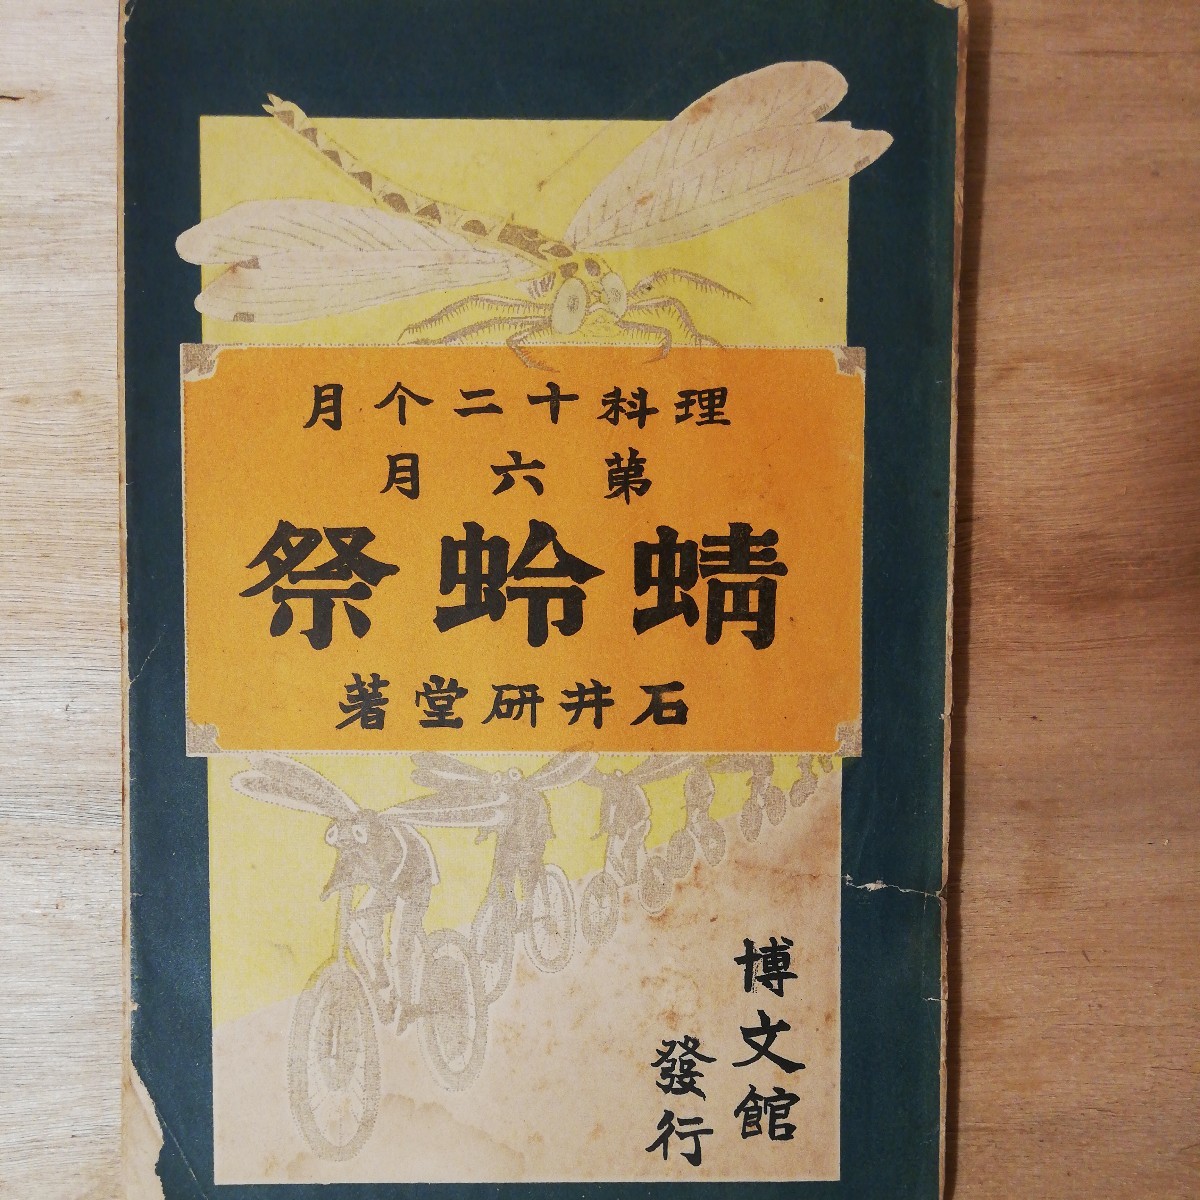 理科十二个月
第六月
蜻蛉祭
石井研堂著
博文館
發行